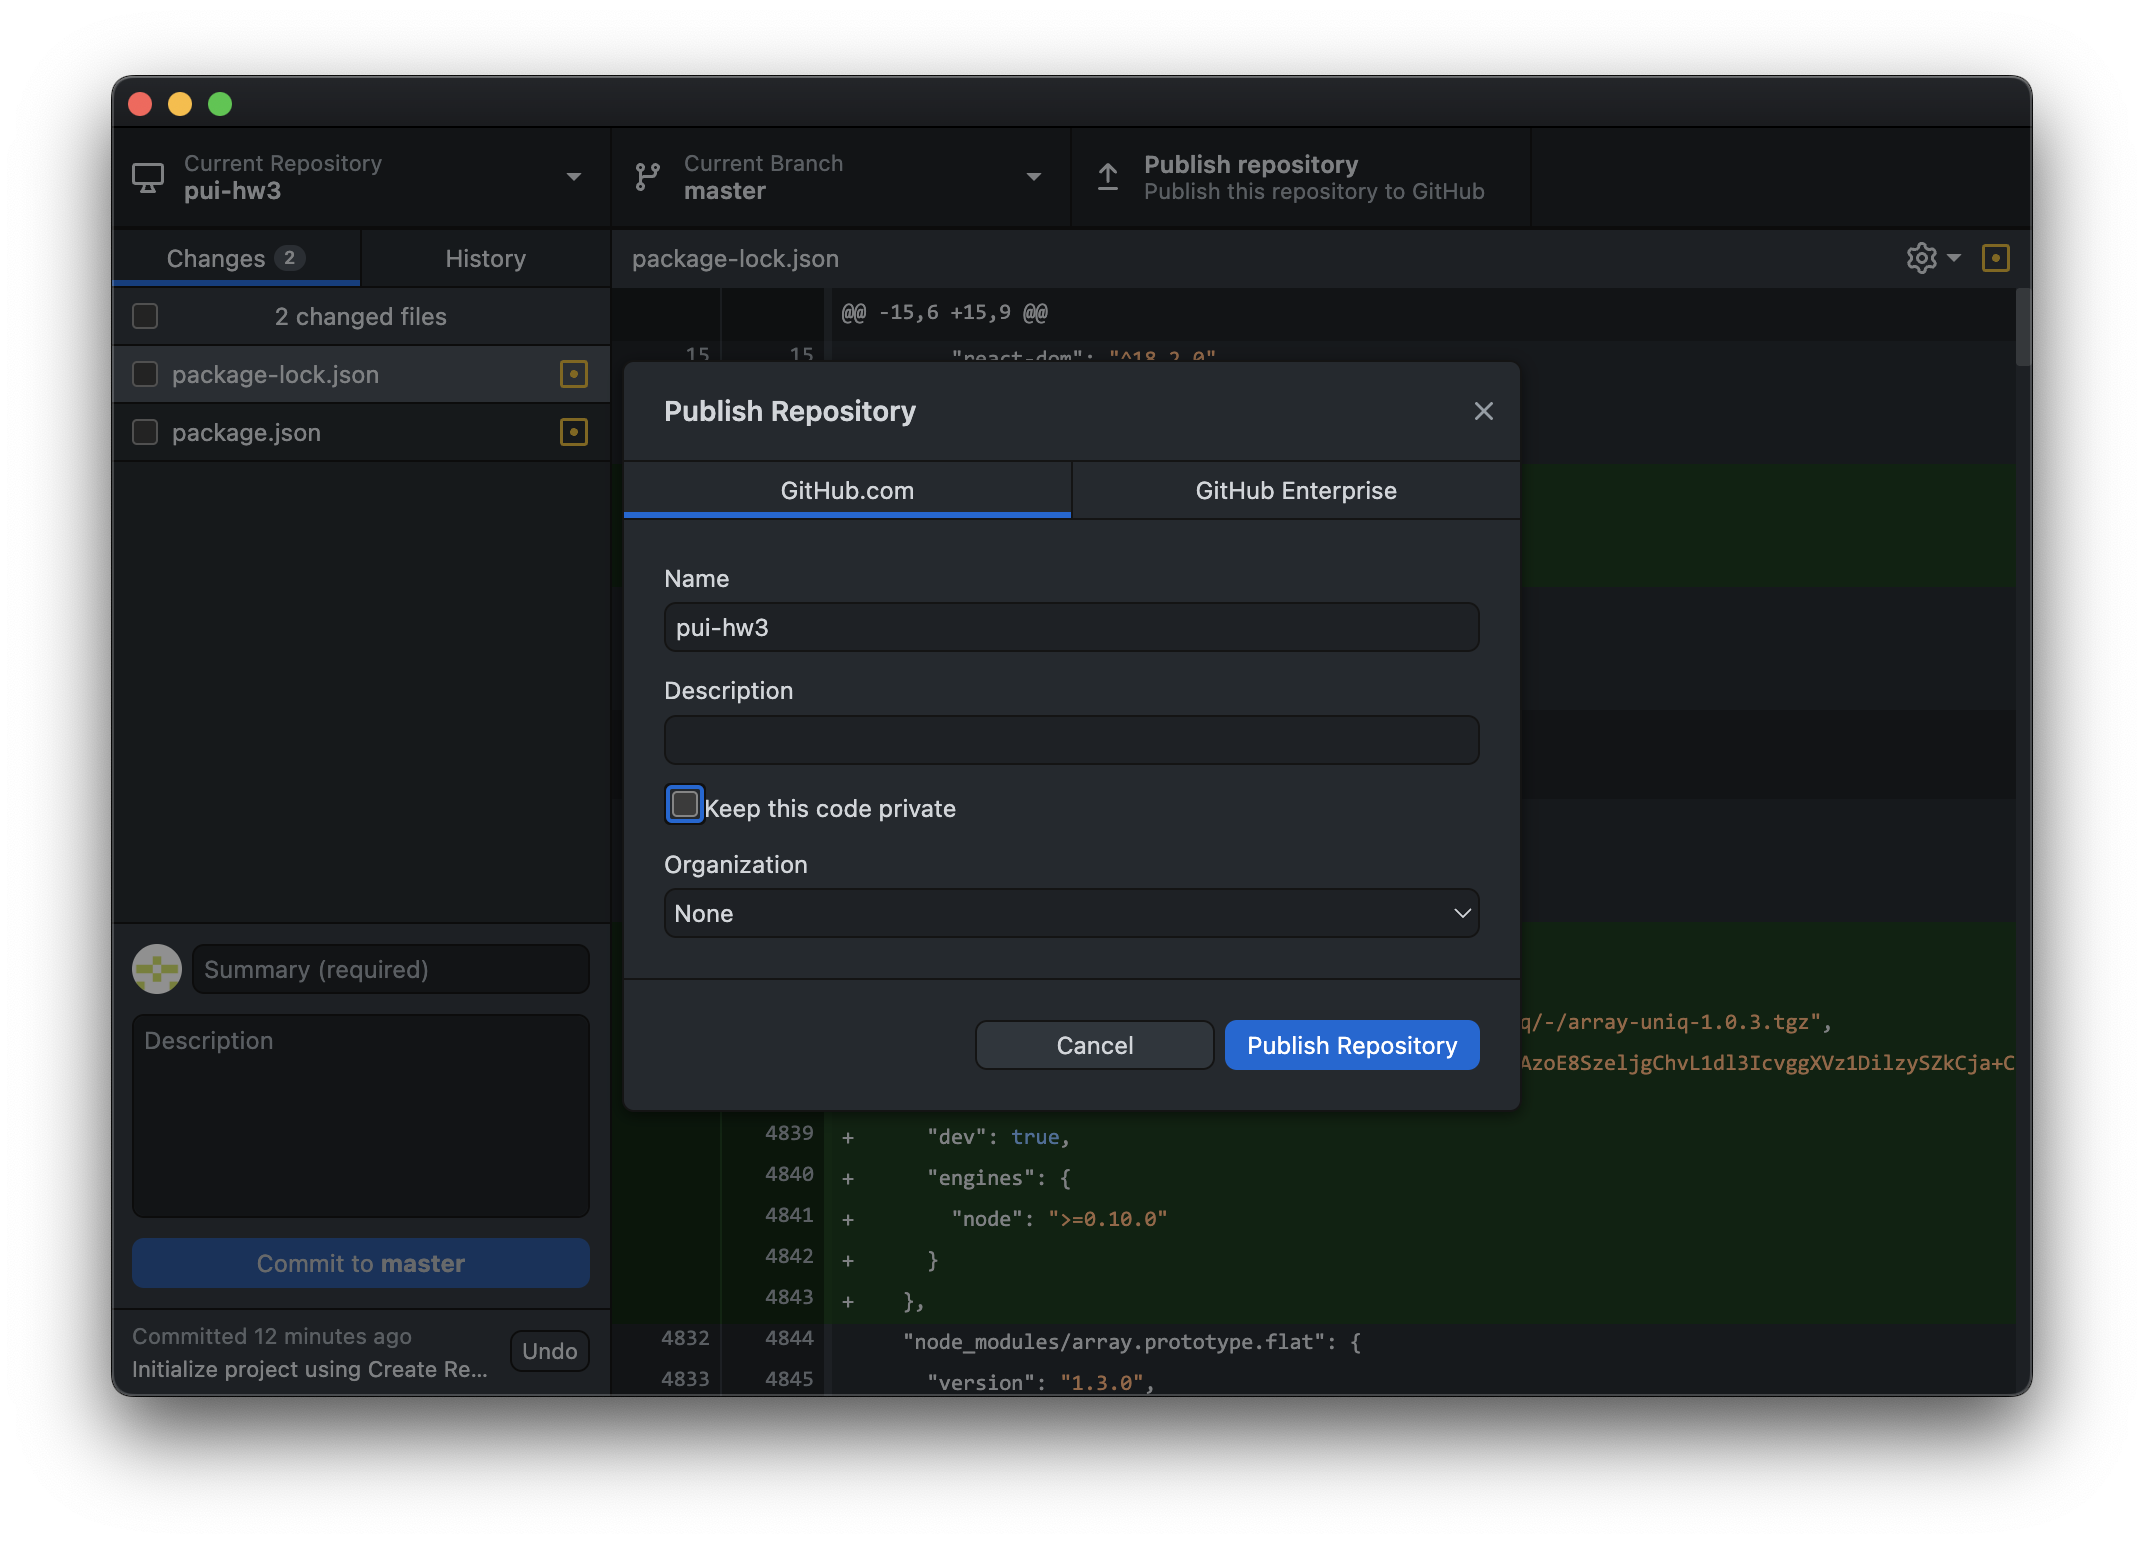 Current Repository
pui-hw3
Current Branch
master
Publish repository
Publish this repository to GitHub
Changes 2
History
package-lock.json
2 changed files
package-lock.json
package.json
@@ -15,6 +15,9 @@
15 15 "react-dom": "^18.2.0"
Publish Repository
GitHub.com
GitHub Enterprise
Name
pui-hw3
Description
Keep this code private
Organization
None
Cancel
Publish Repository
q/-/array-uniq-1.0.3.tgz",
AzoE8SzeljgChvL1dl3IcvggXVz1DilzySZkCja+C
4839 + "dev": true,
4840 + "engines": {
4841 + "node": ">=0.10.0"
4842 + }
4843 + },
4832 4844 "node_modules/array.prototype.flat": {
4833 4845 "version": "1.3.0",
Summary (required)
Description
Commit to master
Committed 12 minutes ago
Initialize project using Create Re...
Undo